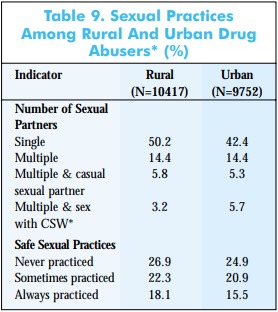 Table 9. Sexual Practices
Among Rural And Urban Drug
Abusers* (%)
Indicator Rural Urban
(N=10417) (N=9752)
Number of Sexual
Partners
Single 50.2 42.4
Multiple 14.4 14.4
Multiple & casual 5.8 5.3
sexual partner
Multiple & sex 3.2 5.7
with CSW*
Safe Sexual Practices
Never practiced 26.9 24.9
Sometimes practiced 22.3 20.9
Always practiced 18.1 15.5